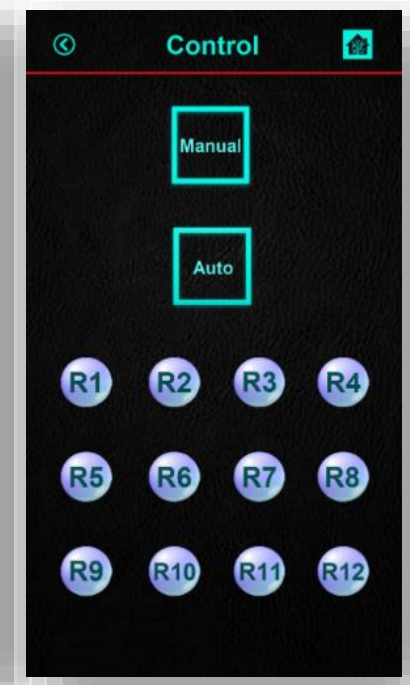 Control
Manual
Auto
R1 R2 R3 R4
R5 R6 R7 R8
R9 R10 R11 R12